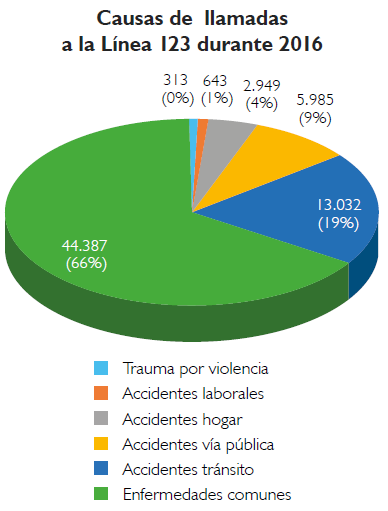 Causas de llamadas
a la Línea 123 durante 2016
313
(0%)
643
(1%)
2.949
(4%)
5.985
(9%)
13.032
(19%)
44.387
(66%)
Trauma por violencia
Accidentes laborales
Accidentes hogar
Accidentes vía pública
Accidentes tránsito
Enfermedades comunes